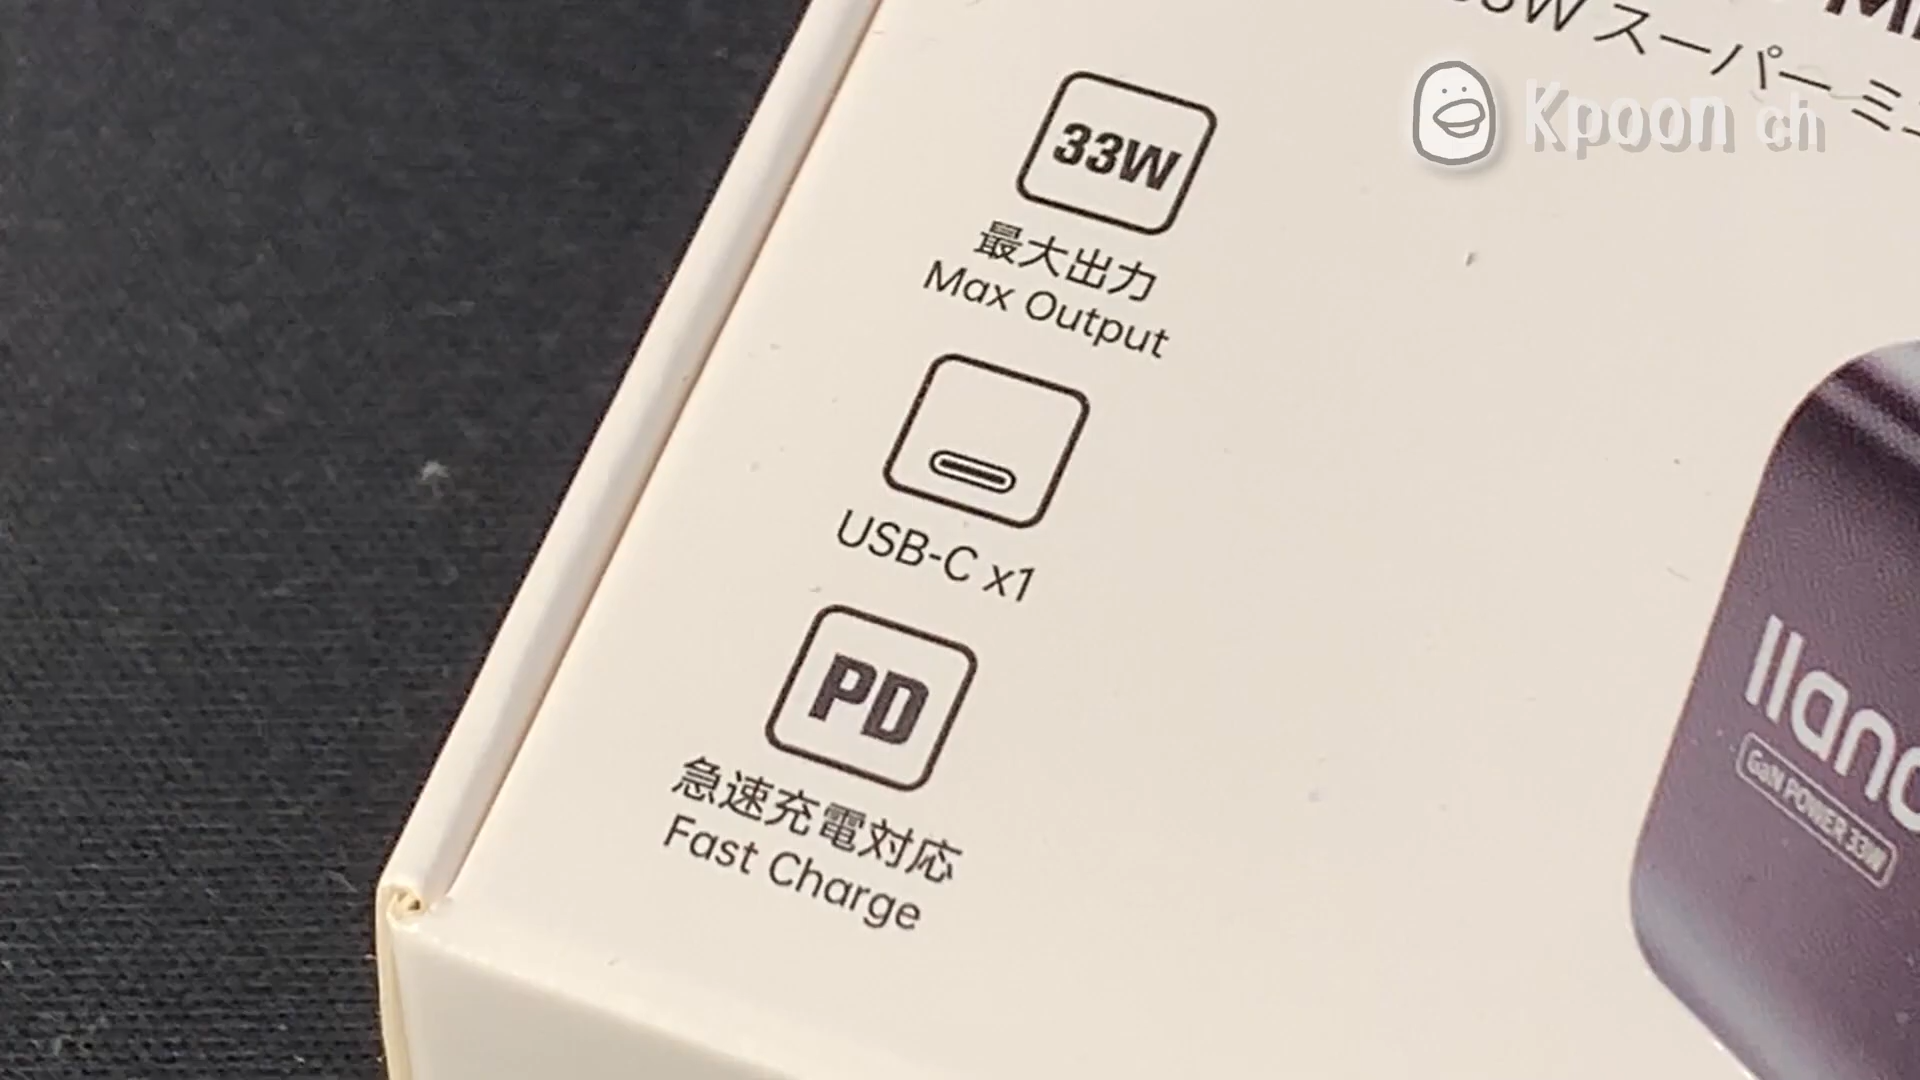 スーパーミ
Kpoon ch
33W
最大出力
Max Output
USB-C x1
PD
急速充電対応
Fast Charge
llano
GaN POWER 33W